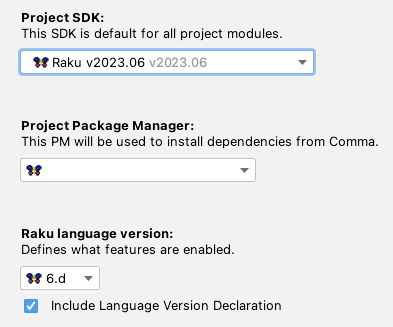 Project SDK:
This SDK is default for all project modules.
Raku v2023.06 v2023.06
Project Package Manager:
This PM will be used to install dependencies from Comma.
Raku language version:
Defines what features are enabled.
6.d
Include Language Version Declaration